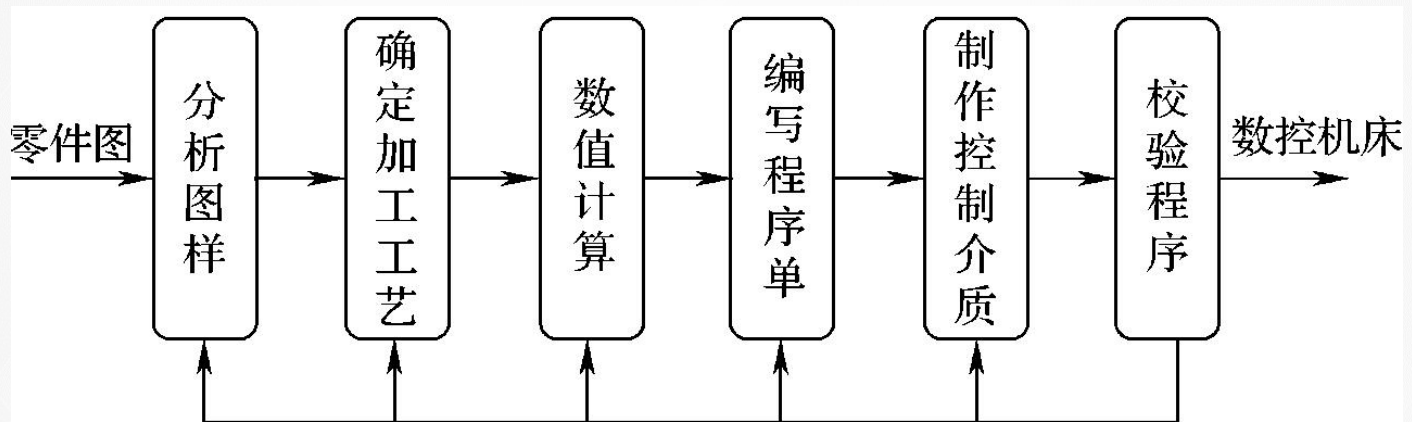 零件图
分析图样
确定加工工艺
数值计算
编写程序单
制作控制介质
校验程序
数控机床